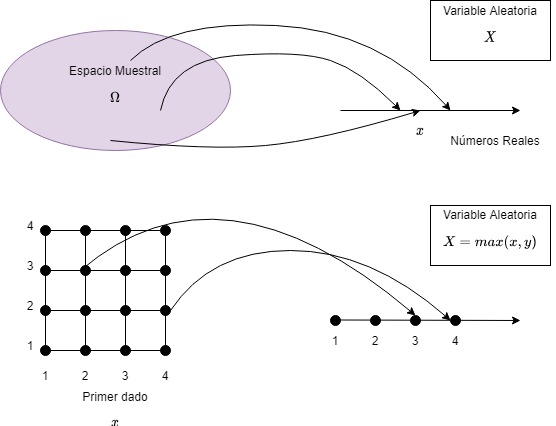 Variable Aleatoria
X
Espacio Muestral
Ω
x
Números Reales
Variable Aleatoria
X = max(x, y)
4
3
2
1
1 2 3 4
Primer dado
x
1 2 3 4